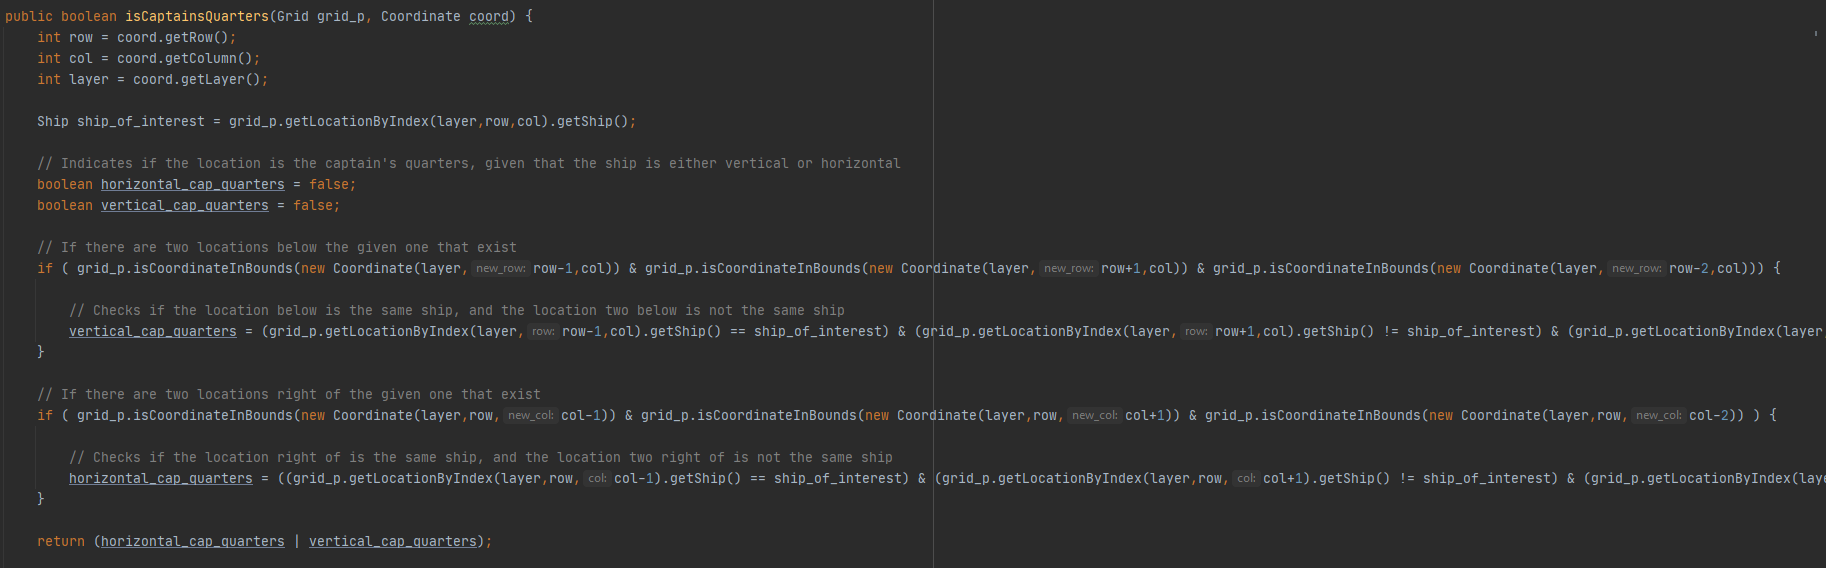 public boolean isCaptainsQuarters(Grid grid_p, Coordinate coord) {
int row = coord.getRow();
int col = coord.getColumn();
int layer = coord.getLayer();
Ship ship_of_interest = grid_p.getLocationByIndex(layer,row,col).getShip();
// Indicates if the location is the captain's quarters, given that the ship is either vertical or horizontal
boolean horizontal_cap_quarters = false;
boolean vertical_cap_quarters = false;
// If there are two locations below the given one that exist
if ( grid_p.isCoordinateInBounds(new Coordinate(layer, new_row: row-1,col)) & grid_p.isCoordinateInBounds(new Coordinate(layer, new_row: row+1,col)) & grid_p.isCoordinateInBounds(new Coordinate(layer, new_row: row-2,col))) {
// Checks if the location below is the same ship, and the location two below is not the same ship
vertical_cap_quarters = (grid_p.getLocationByIndex(layer, row: row-1,col).getShip() == ship_of_interest) & (grid_p.getLocationByIndex(layer, row: row+1,col).getShip() != ship_of_interest) & (grid_p.getLocationByIndex(layer,
}
// If there are two locations right of the given one that exist
if ( grid_p.isCoordinateInBounds(new Coordinate(layer,row, new_col: col-1)) & grid_p.isCoordinateInBounds(new Coordinate(layer,row, new_col: col+1)) & grid_p.isCoordinateInBounds(new Coordinate(layer,row, new_col: col-2)) ) {
// Checks if the location right of is the same ship, and the location two right of is not the same ship
horizontal_cap_quarters = ((grid_p.getLocationByIndex(layer,row, col: col-1).getShip() == ship_of_interest) & (grid_p.getLocationByIndex(layer,row, col: col+1).getShip() != ship_of_interest) & (grid_p.getLocationByIndex(laye
}
return (horizontal_cap_quarters | vertical_cap_quarters);